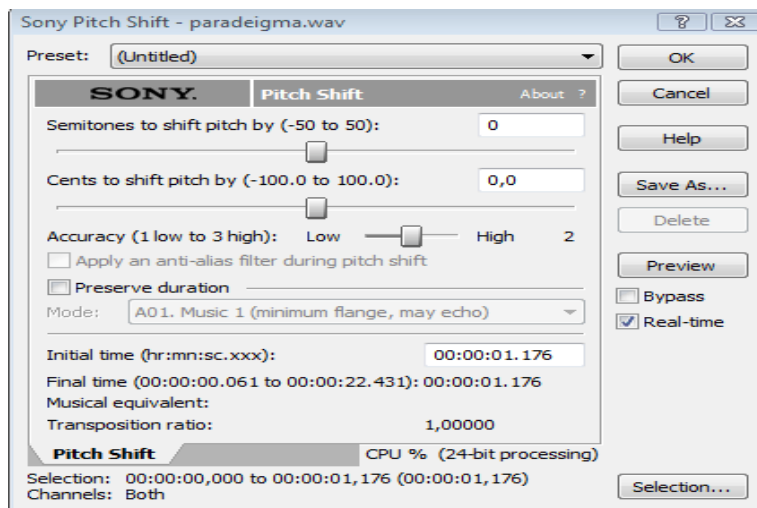 Sony Pitch Shift - paradeigma.wav
Preset: (Untitled) OK
SONY. Pitch Shift About ? Cancel
Semitones to shift pitch by (-50 to 50): 0
Help
Cents to shift pitch by (-100.0 to 100.0): 0,0 Save As...
Delete
Accuracy (1 low to 3 high): Low High 2
Apply an anti-alias filter during pitch shift Preview
Preserve duration Bypass
Mode: A01. Music 1 (minimum flange, may echo) Real-time
Initial time (hr:mn:sc.xxx): 00:00:01.176
Final time (00:00:00.061 to 00:00:22.431): 00:00:01.176
Musical equivalent:
Transposition ratio: 1,00000
Pitch Shift CPU % (24-bit processing)
Selection: 00:00:00,000 to 00:00:01,176 (00:00:01,176) Selection...
Channels: Both